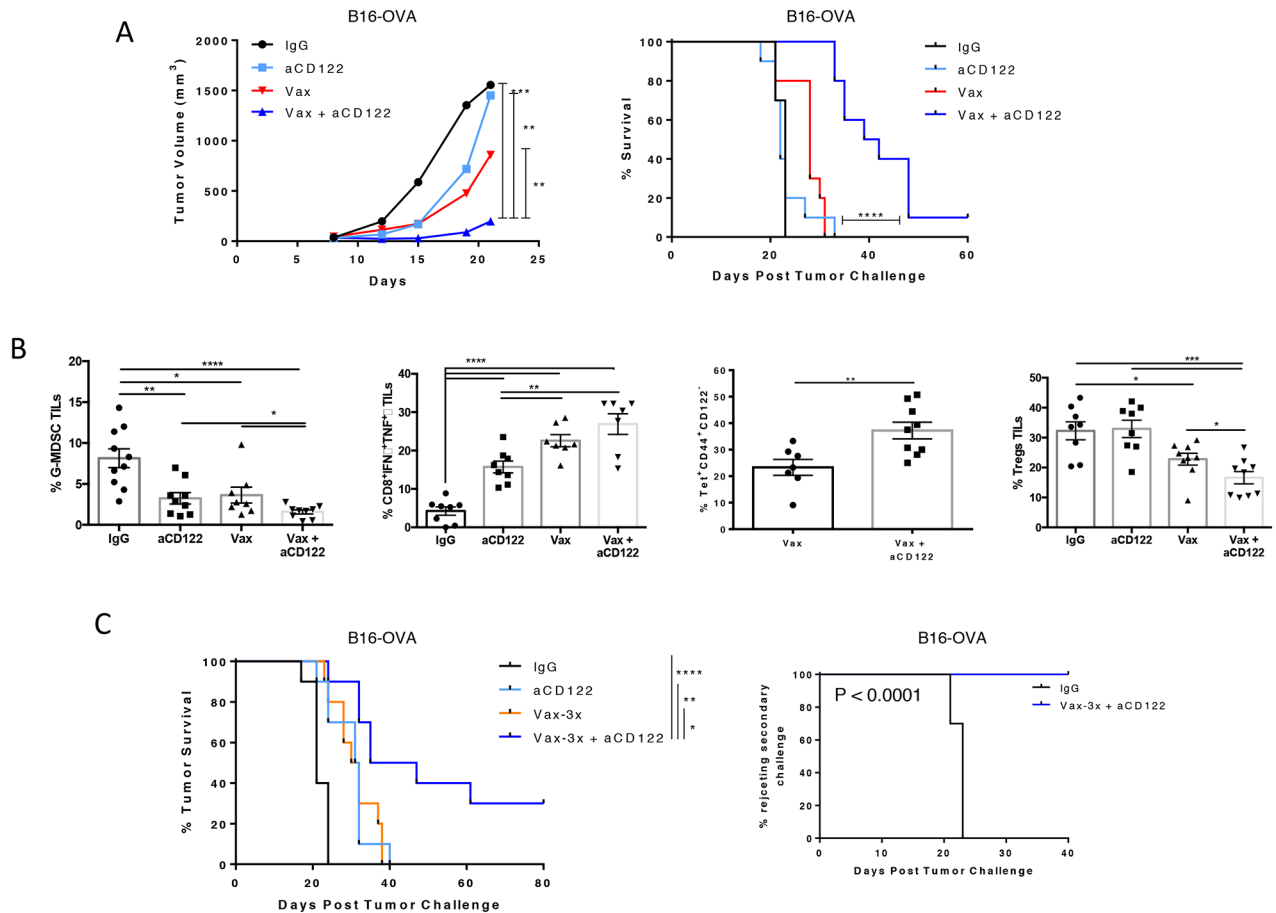 A
B16-OVA
Tumor Volume (mm3)
2000
1500
1000
500
0
0 5 10 15 20 25
Days
IgG
aCD122
Vax
Vax + aCD122
***
**
**
B16-OVA
% Survival
100
80
60
40
20
0
0 20 40 60
Days Post Tumor Challenge
IgG
aCD122
Vax
Vax + aCD122
****
B
% G-MDSC TILs
20
15
10
5
0
****
*
**
*
IgG aCD122 Vax Vax +
aCD122
% CD8+IFN□+TNF+□ TILs
40
30
20
10
0
****
**
IgG aCD122 Vax Vax +
aCD122
% Tet+CD44+CD122-
60
50
40
30
20
10
0
**
Vax Vax +
aCD122
% Tregs TILs
50
40
30
20
10
0
***
*
*
IgG aCD122 Vax Vax +
aCD122
C
B16-OVA
% Tumor Survival
100
80
60
40
20
0
0 20 40 60 80
Days Post Tumor Challenge
IgG
aCD122
Vax-3x
Vax-3x + aCD122
****
**
*
B16-OVA
% rejceting secondary
challenge
100
80
60
40
20
0
0 10 20 30 40
Days Post Tumor Challenge
P < 0.0001
IgG
Vax-3x + aCD122